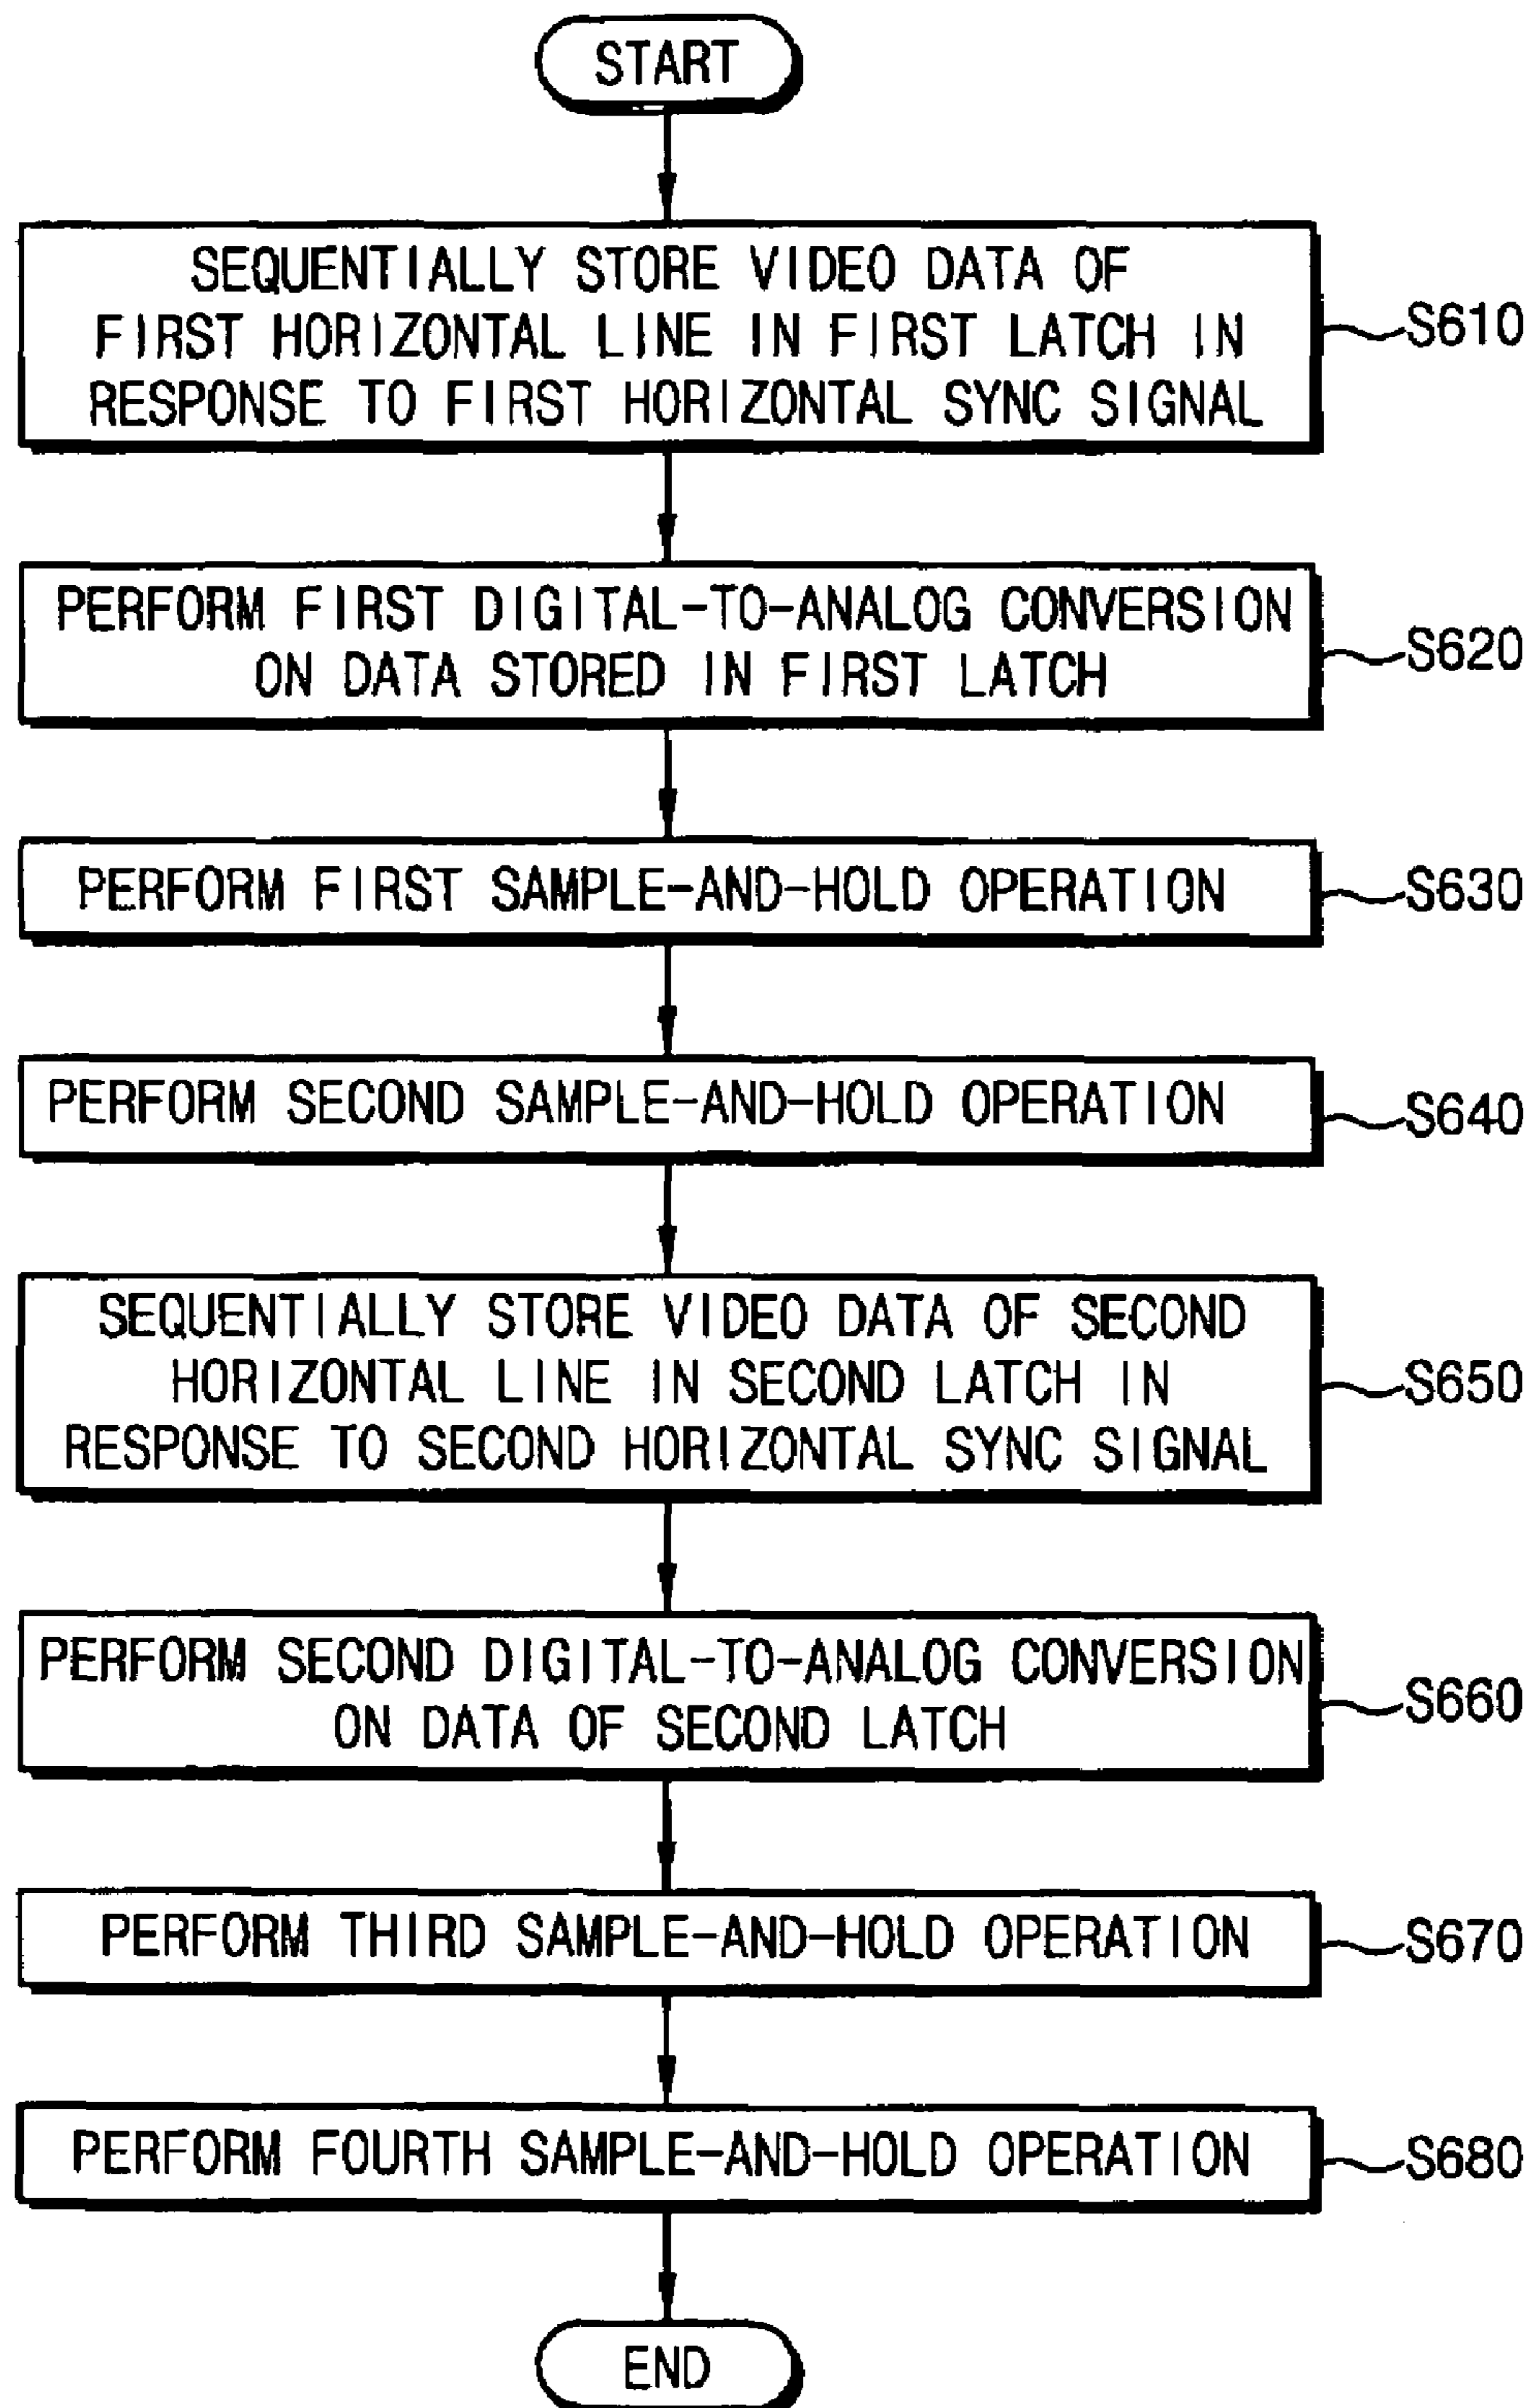 START
SEQUENTIALLY STORE VIDEO DATA OF
FIRST HORIZONTAL LINE IN FIRST LATCH IN
RESPONSE TO FIRST HORIZONTAL SYNC SIGNAL
S610
PERFORM FIRST DIGITAL-TO-ANALOG CONVERSION
ON DATA STORED IN FIRST LATCH
S620
PERFORM FIRST SAMPLE-AND-HOLD OPERATION
S630
PERFORM SECOND SAMPLE-AND-HOLD OPERATION
S640
SEQUENTIALLY STORE VIDEO DATA OF SECOND
HORIZONTAL LINE IN SECOND LATCH IN
RESPONSE TO SECOND HORIZONTAL SYNC SIGNAL
S650
PERFORM SECOND DIGITAL-TO-ANALOG CONVERSION
ON DATA OF SECOND LATCH
S660
PERFORM THIRD SAMPLE-AND-HOLD OPERATION
S670
PERFORM FOURTH SAMPLE-AND-HOLD OPERATION
S680
END